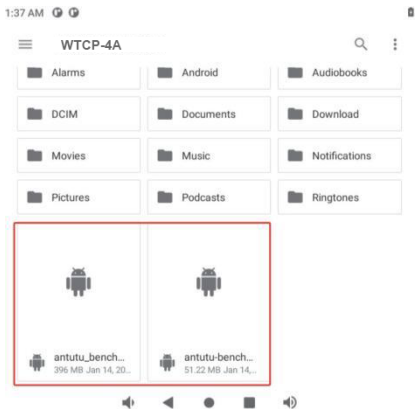 1:37 AM
WTCP-4A
Alarms Android Audiobooks
DCIM Documents Download
Movies Music Notifications
Pictures Podcasts Ringtones
antutu_bench... antutu-bench...
396 MB Jan 14, 20... 51.22 MB Jan 14,...